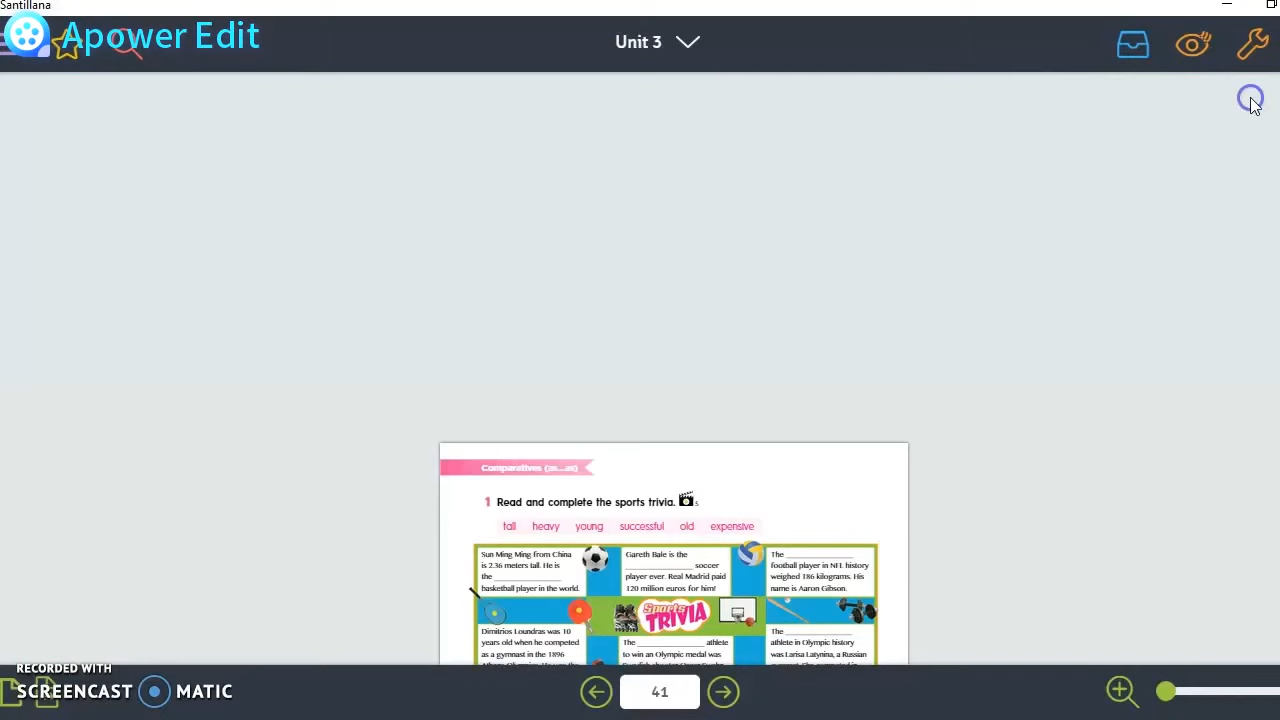 Santillana
Apower Edit
Unit 3
Comparatives (as...as)
1 Read and complete the sports trivia.
tall heavy young successful old expensive
Sun Ming Ming from China
is 2.36 meters tall. He is
the ______________
basketball player in the world.
Gareth Bale is the
______________ soccer
player ever. Real Madrid paid
120 million euros for him!
The ______________
football player in NFL history
weighed 186 kilograms. His
name is Aaron Gibson.
Sports
TRIVIA
Dimitrios Loundras was 10
years old when he competed
as a gymnast in the 1896
The ______________ athlete
to win an Olympic medal was
The ______________
athlete in Olympic history
was Larisa Latynina, a Russian
RECORDED WITH
SCREENCAST MATIC
41